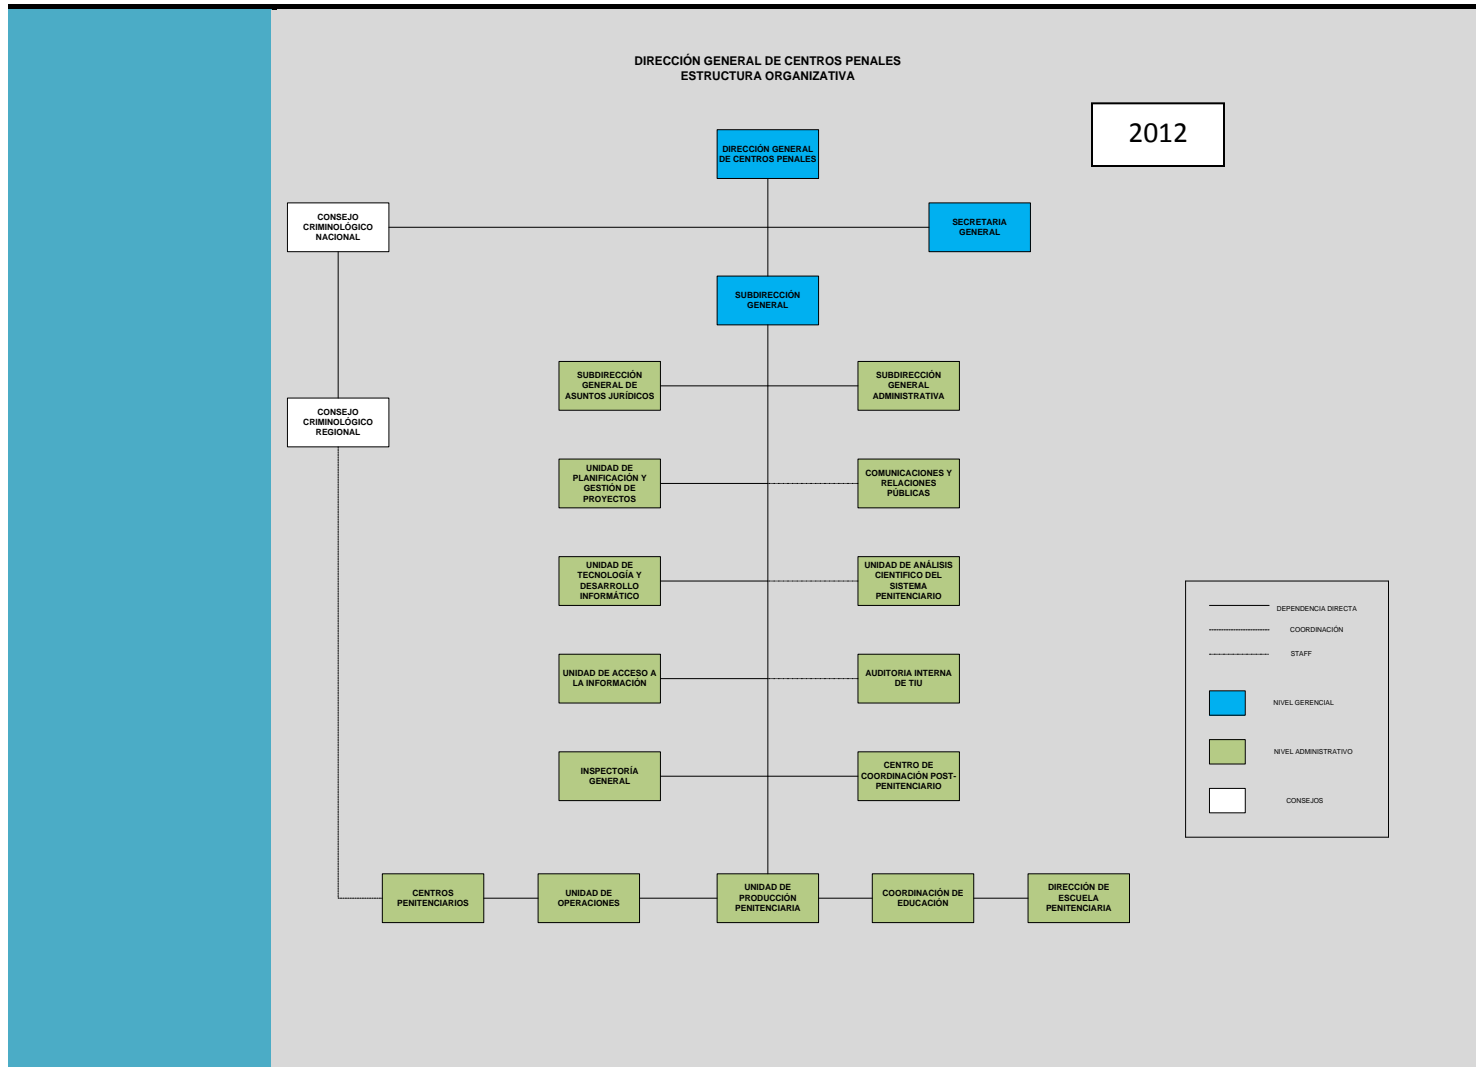 DIRECCIÓN GENERAL DE CENTROS PENALES
ESTRUCTURA ORGANIZATIVA
2012
DIRECCIÓN GENERAL
DE CENTROS PENALES
CONSEJO
CRIMINOLÓGICO
NACIONAL
SECRETARIA
GENERAL
SUBDIRECCIÓN
GENERAL
SUBDIRECCIÓN
GENERAL DE
ASUNTOS JURÍDICOS
SUBDIRECCIÓN
GENERAL
ADMINISTRATIVA
CONSEJO
CRIMINOLÓGICO
REGIONAL
UNIDAD DE
PLANIFICACIÓN Y
GESTIÓN DE
PROYECTOS
COMUNICACIONES Y
RELACIONES
PÚBLICAS
UNIDAD DE
TECNOLOGÍA Y
DESARROLLO
INFORMÁTICO
UNIDAD DE ANÁLISIS
CIENTIFICO DEL
SISTEMA
PENITENCIARIO
UNIDAD DE ACCESO A
LA INFORMACIÓN
AUDITORIA INTERNA
DE TIU
INSPECTORÍA
GENERAL
CENTRO DE
COORDINACIÓN POST-
PENITENCIARIO
CENTROS
PENITENCIARIOS
UNIDAD DE
OPERACIONES
UNIDAD DE
PRODUCCIÓN
PENITENCIARIA
COORDINACIÓN DE
EDUCACIÓN
DIRECCIÓN DE
ESCUELA
PENITENCIARIA
DEPENDENCIA DIRECTA
COORDINACIÓN
STAFF
NIVEL GERENCIAL
NIVEL ADMINISTRATIVO
CONSEJOS